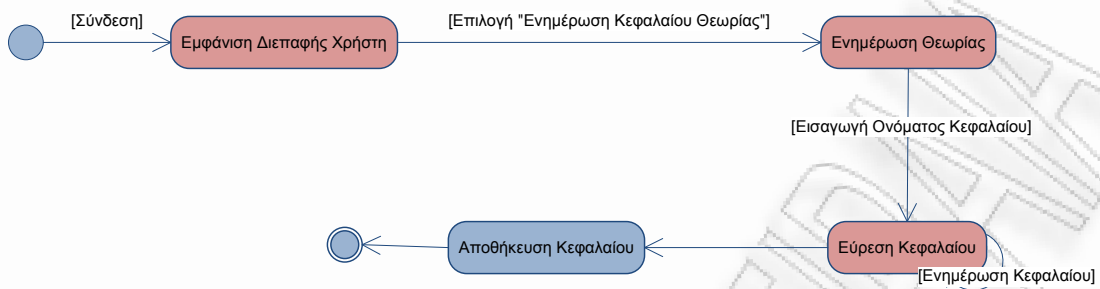 [Σύνδεση]
[Επιλογή "Ενημέρωση Κεφαλαίου Θεωρίας"]
Εμφάνιση Διεπαφής Χρήστη
Ενημέρωση Θεωρίας
[Εισαγωγή Ονόματος Κεφαλαίου]
Αποθήκευση Κεφαλαίου
Εύρεση Κεφαλαίου
[Ενημέρωση Κεφαλαίου]